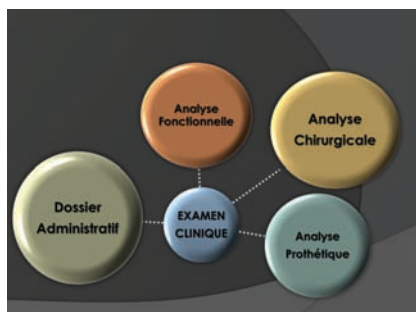 Analyse
Fonctionnelle
Analyse
Chirurgicale
Dossier
Administratif
EXAMEN
CLINIQUE
Analyse
Prothétique